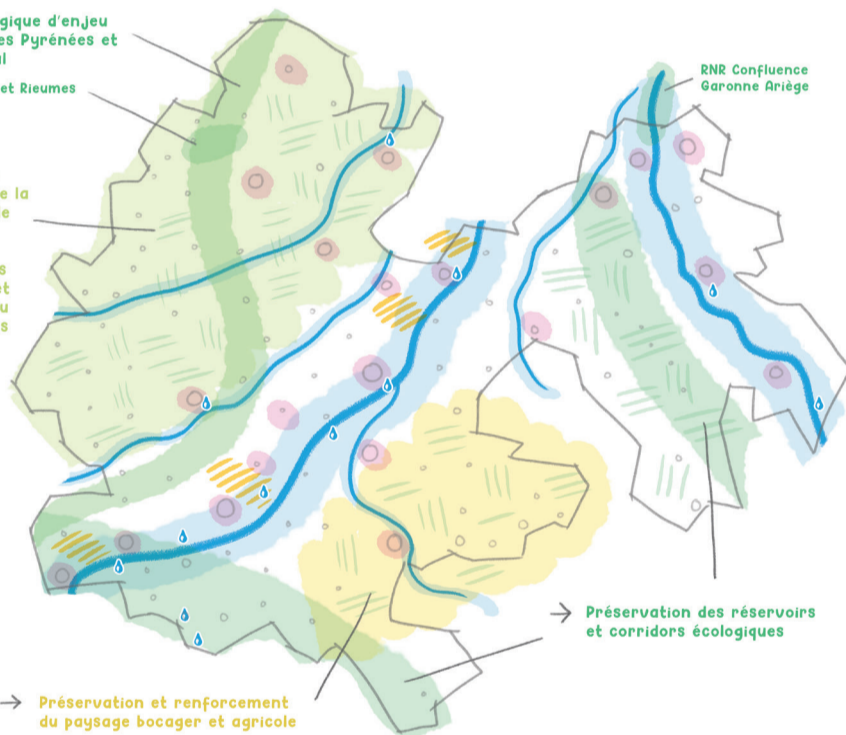 gique d'enjeu
es Pyrénées et
l
et Rieumes
e la
le
s
et
u
s
RNR Confluence
Garonne Ariège
→ Préservation des réservoirs
et corridors écologiques
→ Préservation et renforcement
du paysage bocager et agricole